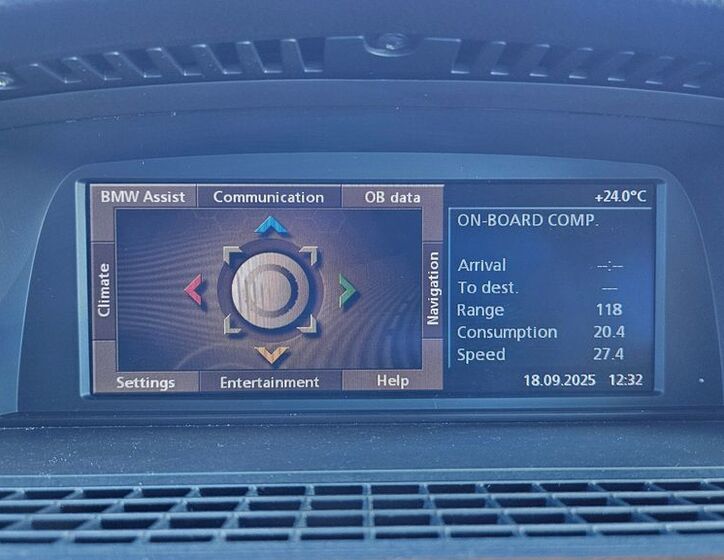 BMW Assist Communication OB data
Climate
Navigation
Settings Entertainment Help
+24.0°C
ON-BOARD COMP.
Arrival --:--
To dest. ---
Range 118
Consumption 20.4
Speed 27.4
18.09.2025 12:32